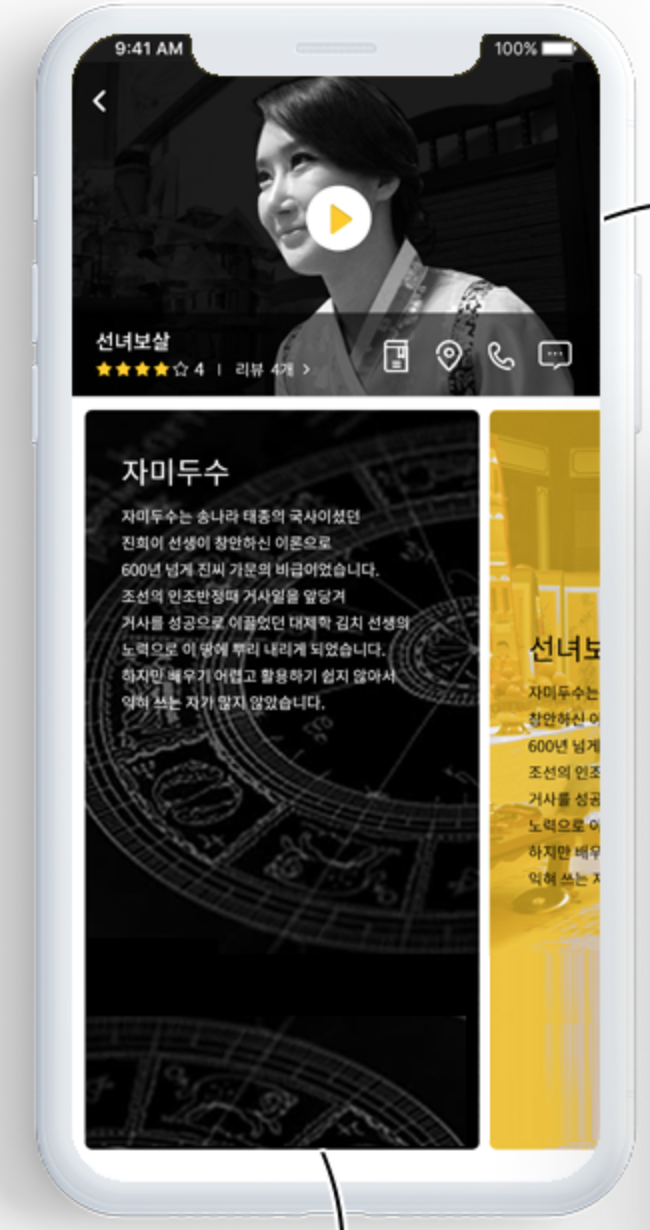 9:41 AM
100%
선녀보살
4 | 리뷰 4개 >
자미두수
자미두수는 송나라 태종의 국사이셨던
진희이 선생이 창안하신 이론으로
600년 넘게 진씨 가문의 비급이었습니다.
조선의 인조반정때 거사일을 앞당겨
거사를 성공으로 이끌었던 대제학 김치 선생의
노력으로 이 땅에 뿌리 내리게 되었습니다.
하지만 배우기 어렵고 활용하기 쉽지 않아서
익혀 쓰는 자가 많지 않았습니다.
선녀보
자미두수는
창안하신 이
600년 넘게
조선의 인조
거사를 성공
노력으로 이
하지만 배우
익혀 쓰는 자